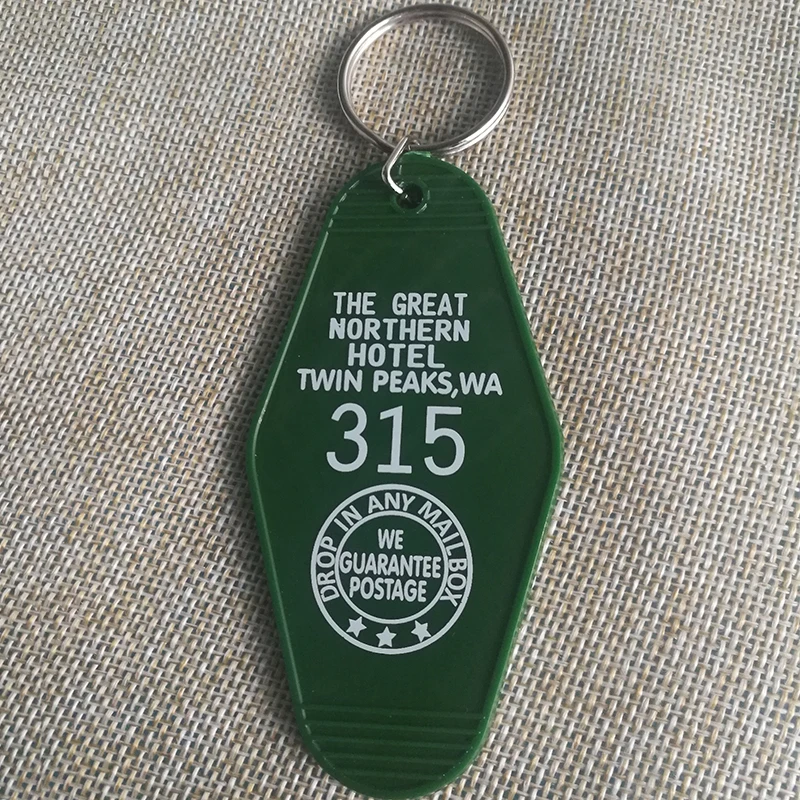 THE GREAT
NORTHERN
HOTEL
TWIN PEAKS,WA
315
DROP IN ANY MAILBOX
WE
GUARANTEE
POSTAGE